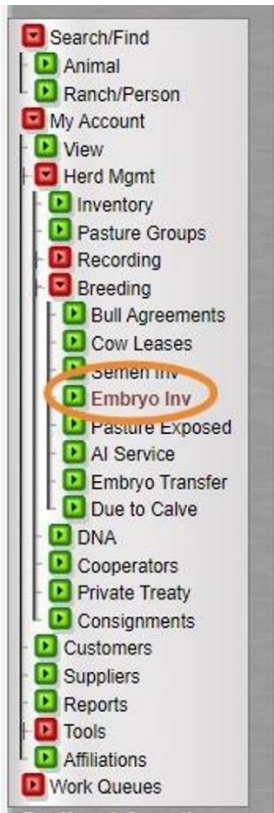 Search/Find
Animal
Ranch/Person
My Account
View
Herd Mgmt
Inventory
Pasture Groups
Recording
Breeding
Bull Agreements
Cow Leases
Semen Inv
Embryo Inv
Pasture Exposed
AI Service
Embryo Transfer
Due to Calve
DNA
Cooperators
Private Treaty
Consignments
Customers
Suppliers
Reports
Tools
Affiliations
Work Queues